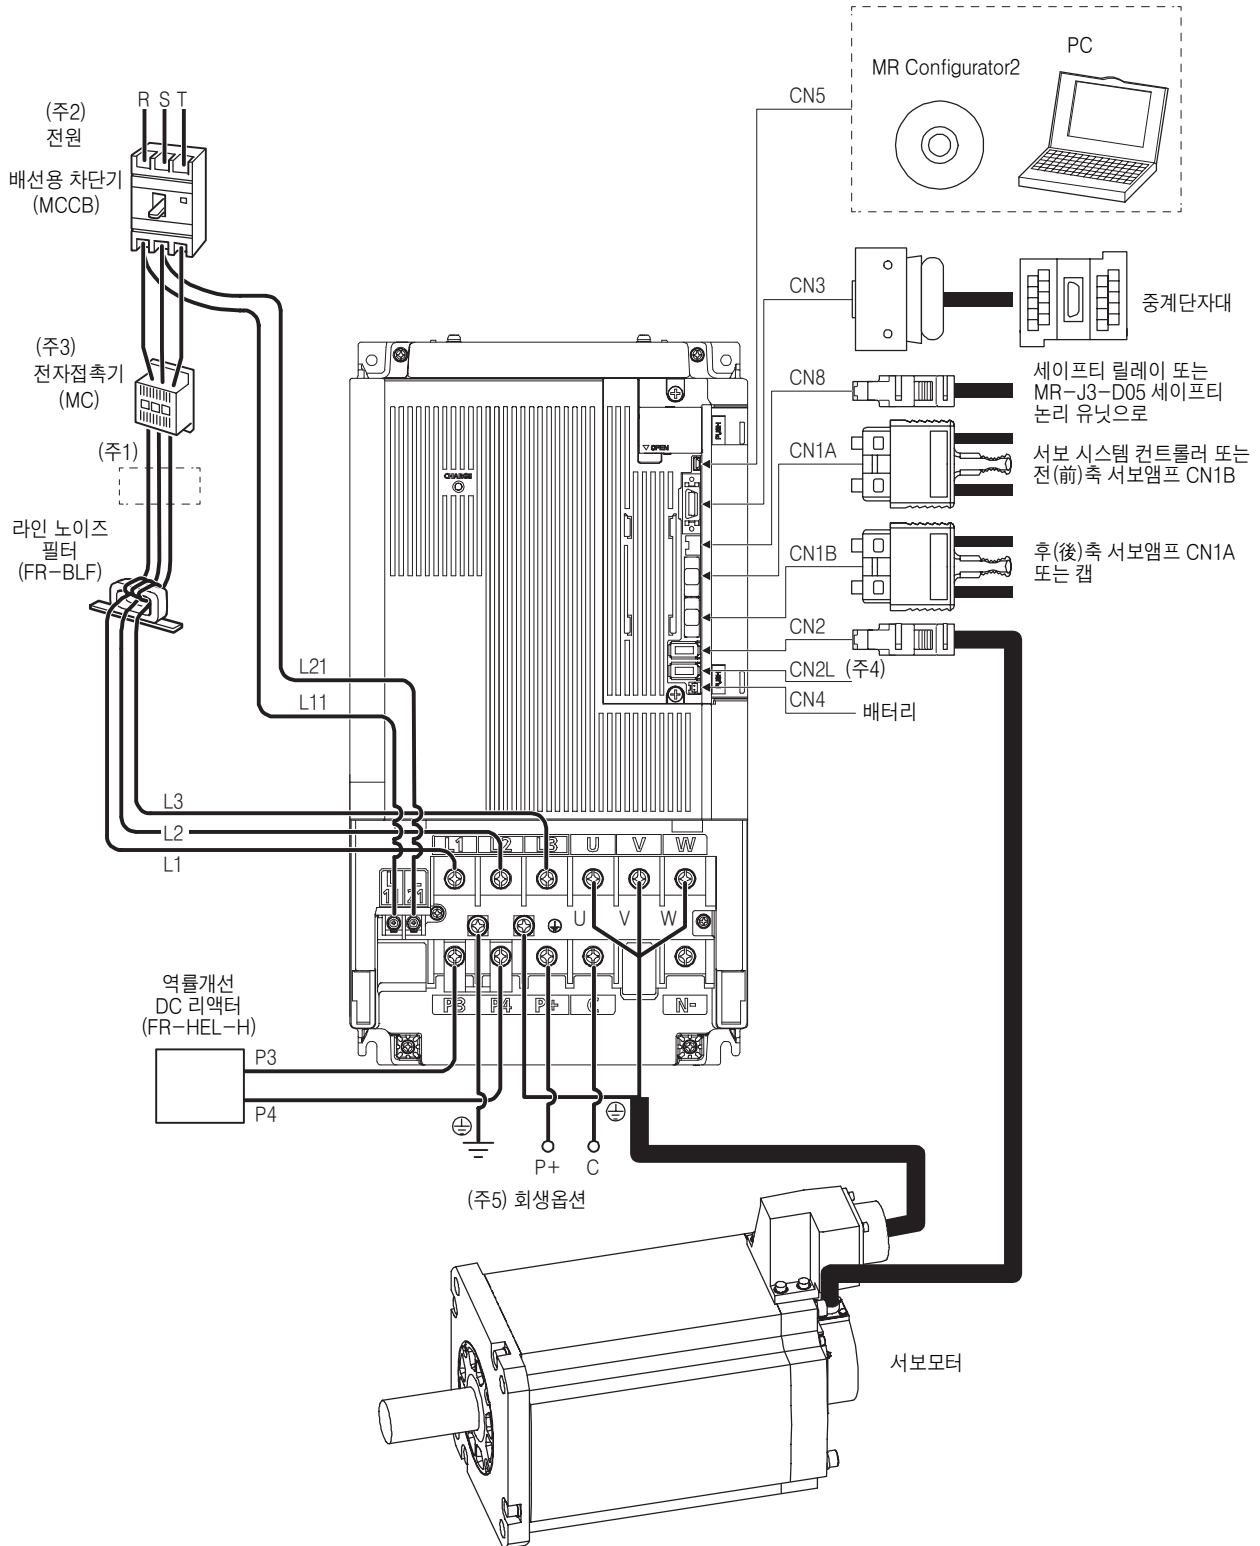 R S T
(주2)
전원
배선용 차단기
(MCCB)
(주3)
전자접촉기
(MC)
(주1)
라인 노이즈
필터
(FR-BLF)
L21
L11
L3
L2
L1
역률개선
DC 리액터
(FR-HEL-H)
P3
P4
CHARGE
▽ OPEN
PUSH
PUSH
L1 L2 L3 U V W
L11 L21
U V W
P3 P4 P+ C N-
P+ C
(주5) 회생옵션
CN5
MR Configurator2
PC
CN3
중계단자대
CN8
세이프티 릴레이 또는
MR-J3-D05 세이프티
논리 유닛으로
CN1A
서보 시스템 컨트롤러 또는
전(前)축 서보앰프 CN1B
CN1B
후(後)축 서보앰프 CN1A
또는 캡
CN2
CN2L (주4)
CN4
배터리
서보모터